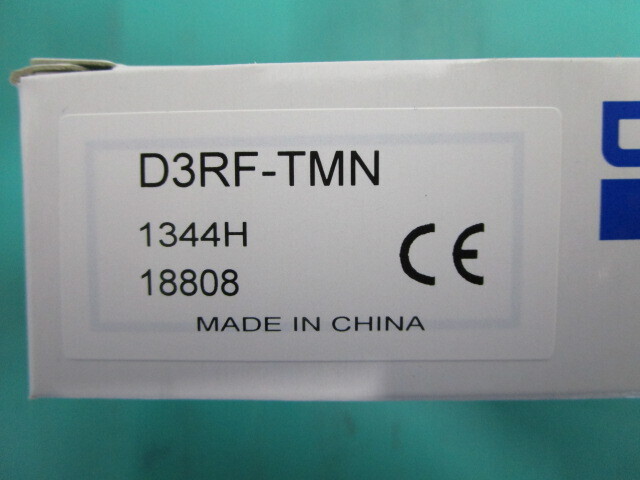 D3RF-TMN
1344H
18808
CE
MADE IN CHINA